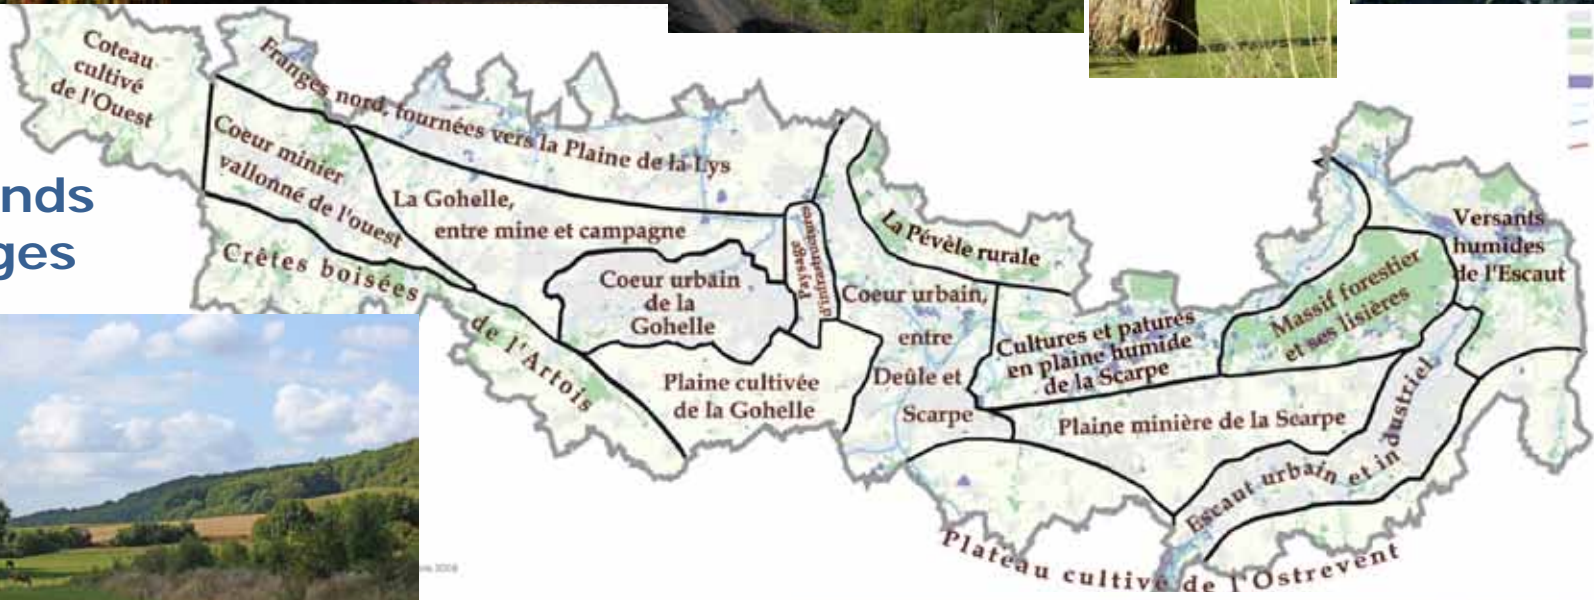 nds
ges
Coteau
cultivé
de l'Ouest
Franges nord, tournées vers la Plaine de la Lys
Coeur minier
vallonné de l'ouest
La Gohelle,
entre mine et campagne
Crêtes boisées
de l'Artois
Coeur urbain
de la
Gohelle
Paysage
d'infrastructures
Plaine cultivée
de la Gohelle
La Pévèle rurale
Coeur urbain,
entre
Deûle et
Scarpe
Cultures et patures
en plaine humide
de la Scarpe
Massif forestier
et ses lisières
Versants
humides
de l'Escaut
Plaine minière de la Scarpe
Escaut urbain et industriel
Plateau cultivé de l'Ostrevent
2008